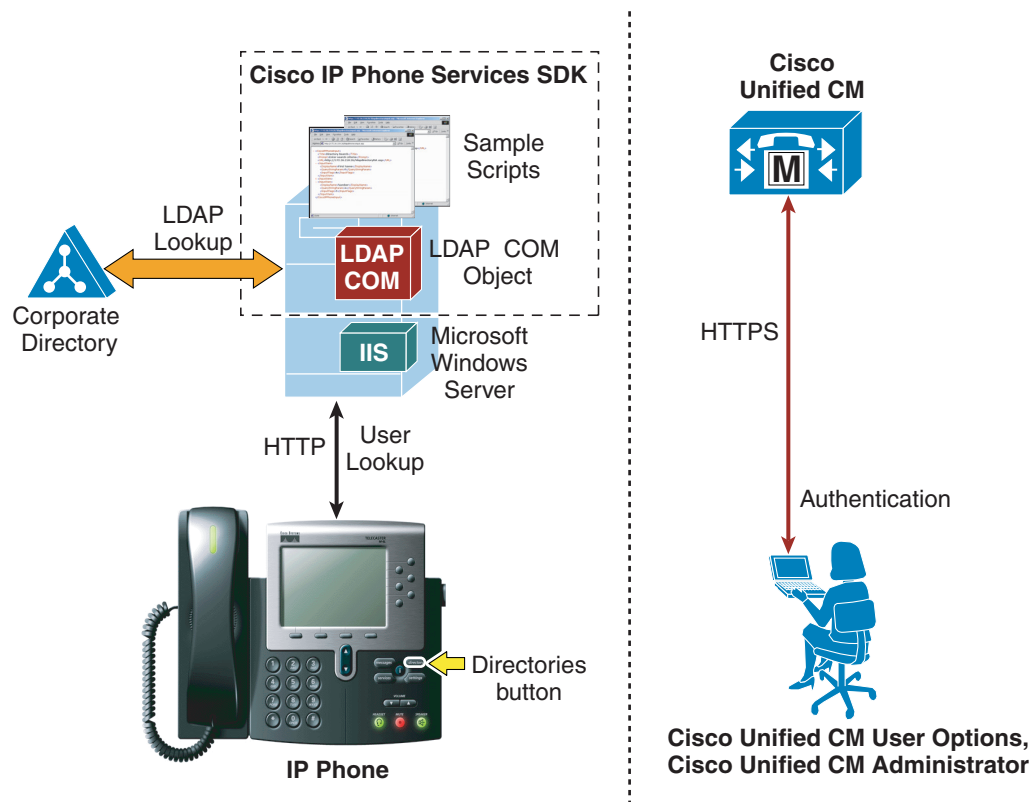 Cisco IP Phone Services SDK
Sample
Scripts
LDAP
Lookup
LDAP
COM
LDAP COM
Object
Corporate
Directory
IIS
Microsoft
Windows
Server
HTTP
User
Lookup
Directories
button
IP Phone
Cisco
Unified CM
M
HTTPS
Authentication
Cisco Unified CM User Options,
Cisco Unified CM Administrator